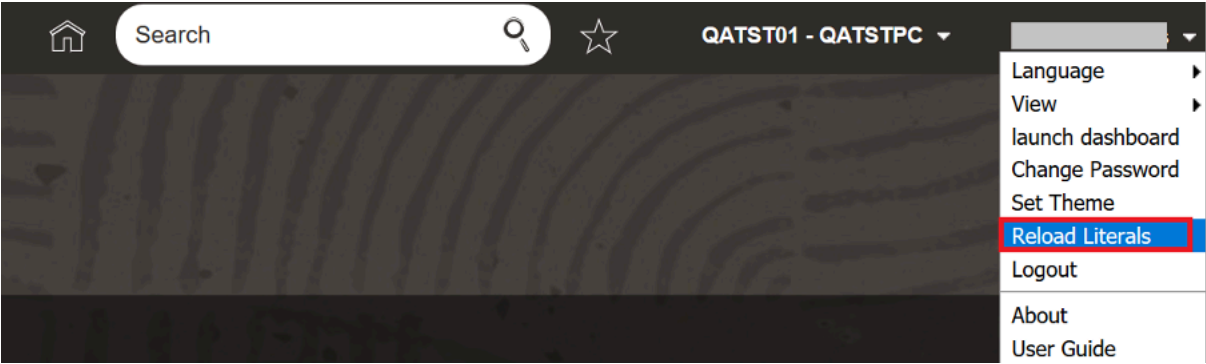 Search
QATST01 - QATSTPC
Language
View
launch dashboard
Change Password
Set Theme
Reload Literals
Logout
About
User Guide